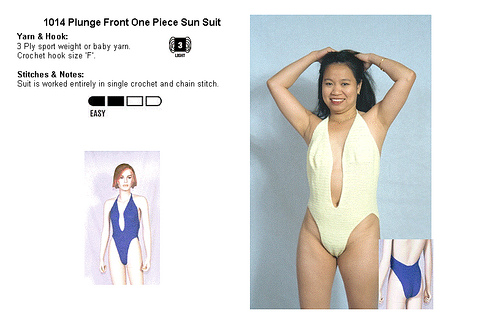 1014 Plunge Front One Piece Sun Suit
Yarn & Hook:
3 Ply sport weight or baby yarn.
Crochet hook size "F".
3
LIGHT
Stitches & Notes:
Suit is worked entirely in single crochet and chain stitch.
EASY